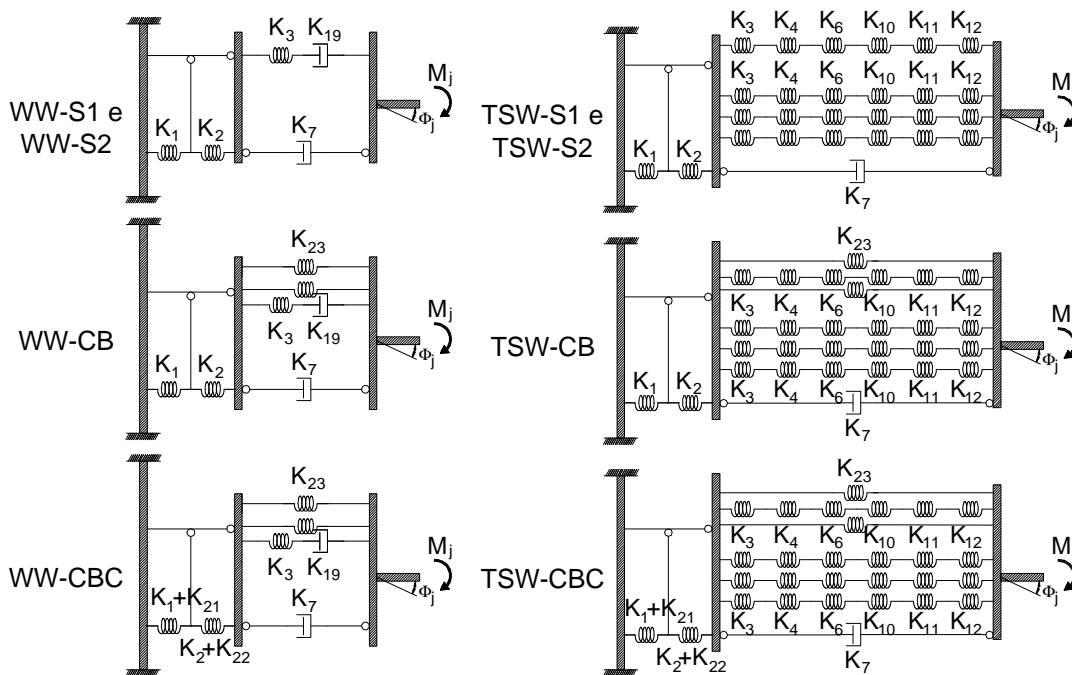 WW-S1 e
WW-S2
K1 K2
K3 K19
K7
Mj
Φj
TSW-S1 e
TSW-S2
K1 K2
K3 K4 K6 K10 K11 K12
K3 K4 K6 K10 K11 K12
K7
M
Φj
WW-CB
K1 K2
K23
K3 K19
K7
Mj
Φj
TSW-CB
K1 K2
K23
K3 K4 K6 K10 K11 K12
K3 K4 K6 K10 K11 K12
K7
M
Φj
WW-CBC
K1+K21
K2+K22
K23
K3 K19
K7
Mj
Φj
TSW-CBC
K1+K21
K2+K22
K23
K3 K4 K6 K10 K11 K12
K3 K4 K6 K10 K11 K12
K7
M
Φj